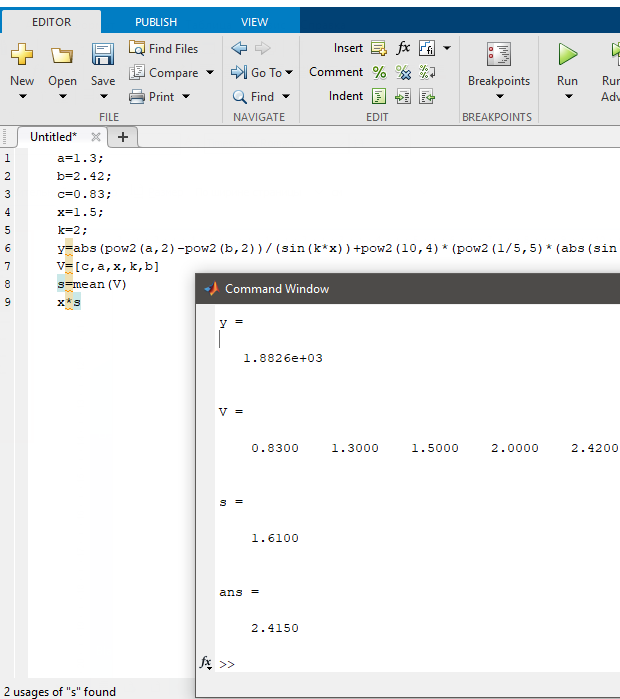 EDITOR PUBLISH VIEW
New Open Save Find Files Compare Print
FILE
Go To Find
NAVIGATE
Insert fx
Comment
Indent
EDIT
Breakpoints
BREAKPOINTS
Run
Untitled* × +
1 a=1.3;
2 b=2.42;
3 c=0.83;
4 x=1.5;
5 k=2;
6 y=abs(pow2(a,2)-pow2(b,2))/(sin(k*x))+pow2(10,4)*(pow2(1/5,5)*(abs(sin
7 V=[c,a,x,k,b]
8 s=mean(V)
9 x*s
Command Window
y =
1.8826e+03
V =
0.8300 1.3000 1.5000 2.0000 2.4200
s =
1.6100
ans =
2.4150
fx >>
2 usages of "s" found